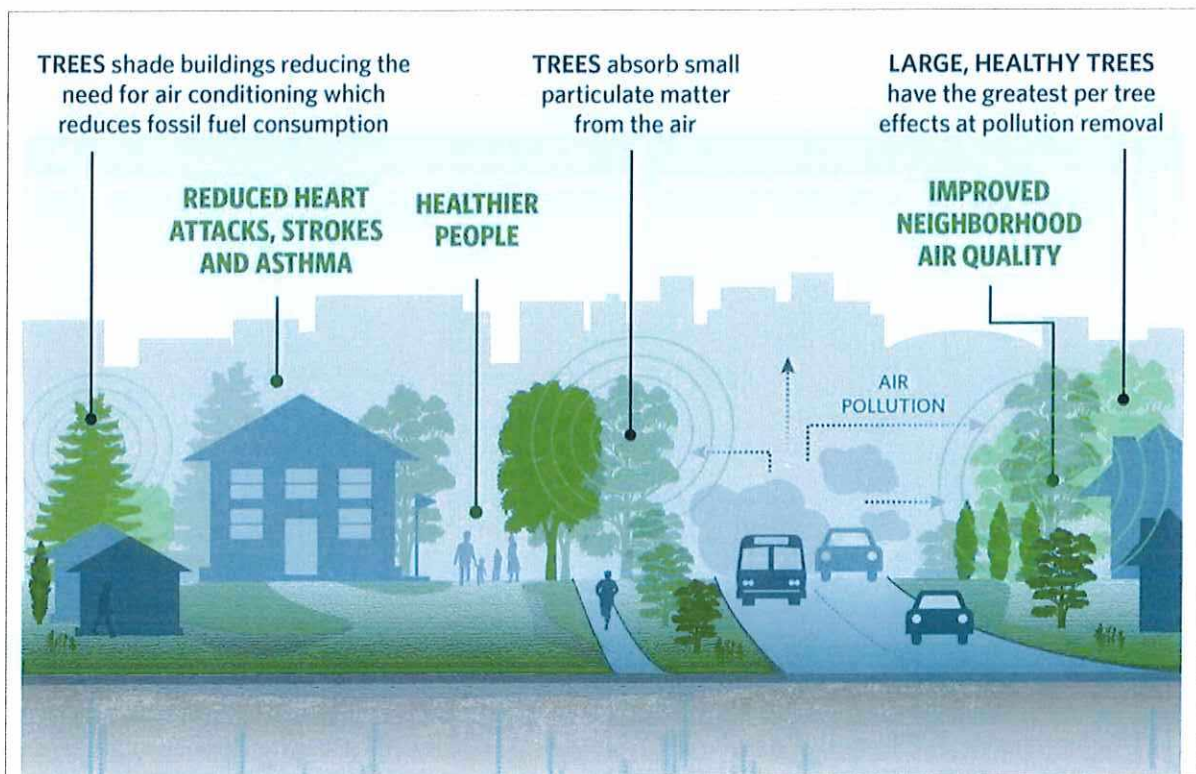 TREES shade buildings reducing the
need for air conditioning which
reduces fossil fuel consumption
TREES absorb small
particulate matter
from the air
LARGE, HEALTHY TREES
have the greatest per tree
effects at pollution removal
REDUCED HEART
ATTACKS, STROKES
AND ASTHMA
HEALTHIER
PEOPLE
IMPROVED
NEIGHBORHOOD
AIR QUALITY
AIR
POLLUTION